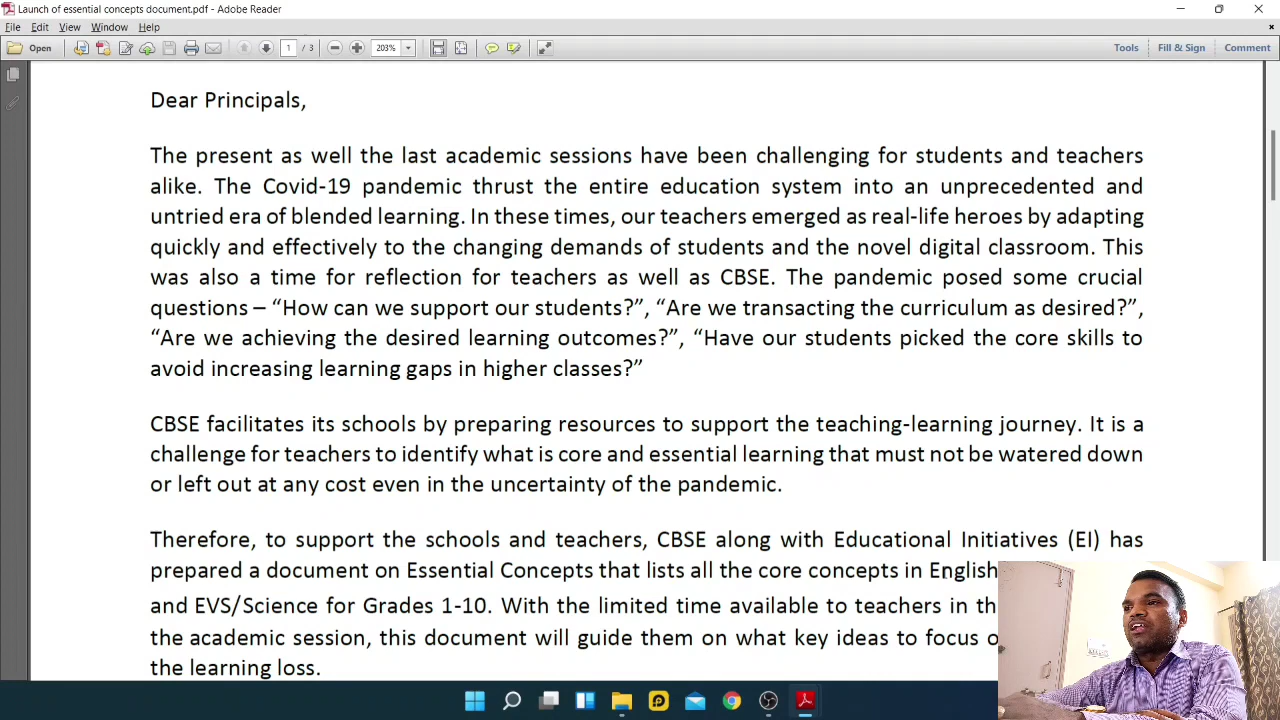 Launch of essential concepts document.pdf - Adobe Reader
File Edit View Window Help
Open 1 / 3 203% Tools Fill & Sign Comment
Dear Principals,
The present as well the last academic sessions have been challenging for students and teachers
alike. The Covid-19 pandemic thrust the entire education system into an unprecedented and
untried era of blended learning. In these times, our teachers emerged as real-life heroes by adapting
quickly and effectively to the changing demands of students and the novel digital classroom. This
was also a time for reflection for teachers as well as CBSE. The pandemic posed some crucial
questions – “How can we support our students?”, “Are we transacting the curriculum as desired?”,
“Are we achieving the desired learning outcomes?”, “Have our students picked the core skills to
avoid increasing learning gaps in higher classes?”
CBSE facilitates its schools by preparing resources to support the teaching-learning journey. It is a
challenge for teachers to identify what is core and essential learning that must not be watered down
or left out at any cost even in the uncertainty of the pandemic.
Therefore, to support the schools and teachers, CBSE along with Educational Initiatives (EI) has
prepared a document on Essential Concepts that lists all the core concepts in English
and EVS/Science for Grades 1-10. With the limited time available to teachers in th
the academic session, this document will guide them on what key ideas to focus o
the learning loss.